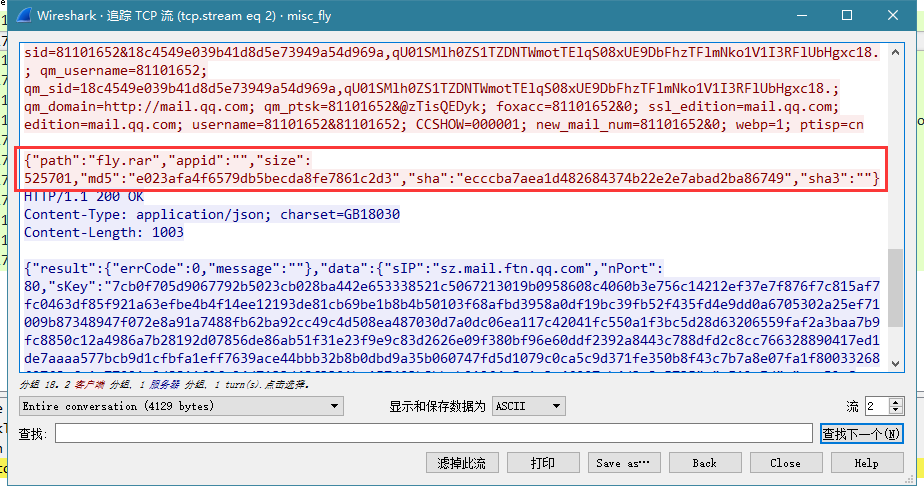 Wireshark · 追踪 TCP 流 (tcp.stream eq 2) · misc_fly
sid=81101652&18c4549e039b41d8d5e73949a54d969a,qU01SMlh0ZS1TZDNTWmotTElqS08xUE9DbFhzTFlmNko1V1I3RFlUbHgxc18.
; qm_username=81101652;
qm_sid=18c4549e039b41d8d5e73949a54d969a,qU01SMlh0ZS1TZDNTWmotTElqS08xUE9DbFhzTFlmNko1V1I3RFlUbHgxc18.;
qm_domain=http://mail.qq.com; qm_ptsk=81101652&@zTisQEDyk; foxacc=81101652&0; ssl_edition=mail.qq.com;
edition=mail.qq.com; username=81101652&81101652; CCSHOW=000001; new_mail_num=81101652&0; webp=1; ptisp=cn
{"path":"fly.rar","appid":"","size":
525701,"md5":"e023afa4f6579db5becda8fe7861c2d3","sha":"ecccba7aea1d482684374b22e2e7abad2ba86749","sha3":""}
HTTP/1.1 200 OK
Content-Type: application/json; charset=GB18030
Content-Length: 1003
{"result":{"errCode":0,"message":""},"data":{"sIP":"sz.mail.ftn.qq.com","nPort":
80,"sKey":"7cb0f705d9067792b5023cb028ba442e653338521c5067213019b0958608c4060b3e756c14212ef37e7f876f7c815af7
fc0463df85f921a63efbe4b4f14ee12193de81cb69be1b8b4b50103f68afbd3958a0df19bc39fb52f435fd4e9dd0a6705302a25ef71
009b87348947f072e8a91a7488fb62ba92cc49c4d508ea487030d7a0dc06ea117c42041fc550a1f3bc5d28d63206559faf2a3baa7b9
fc8850c12a4986a7b28192d07856de86ab51f31e23f9e9c83d2626e09f380bf96e60ddf2392a8443c788dfd2c8cc766328890417ed1
de7aaaa577bcb9d1cfbfa1eff7639ace44bbb32b8b0dbd9a35b060747fd5d1079c0ca5c9d371fe350b8f43c7b7a8e07fa1f80033268
分组 18. 2 客户端 分组, 1 服务器 分组, 1 turn(s).点击选择.
Entire conversation (4129 bytes)
显示和保存数据为 ASCII
流 2
查找:
查找下一个(N)
滤掉此流
打印
Save as…
Back
Close
Help